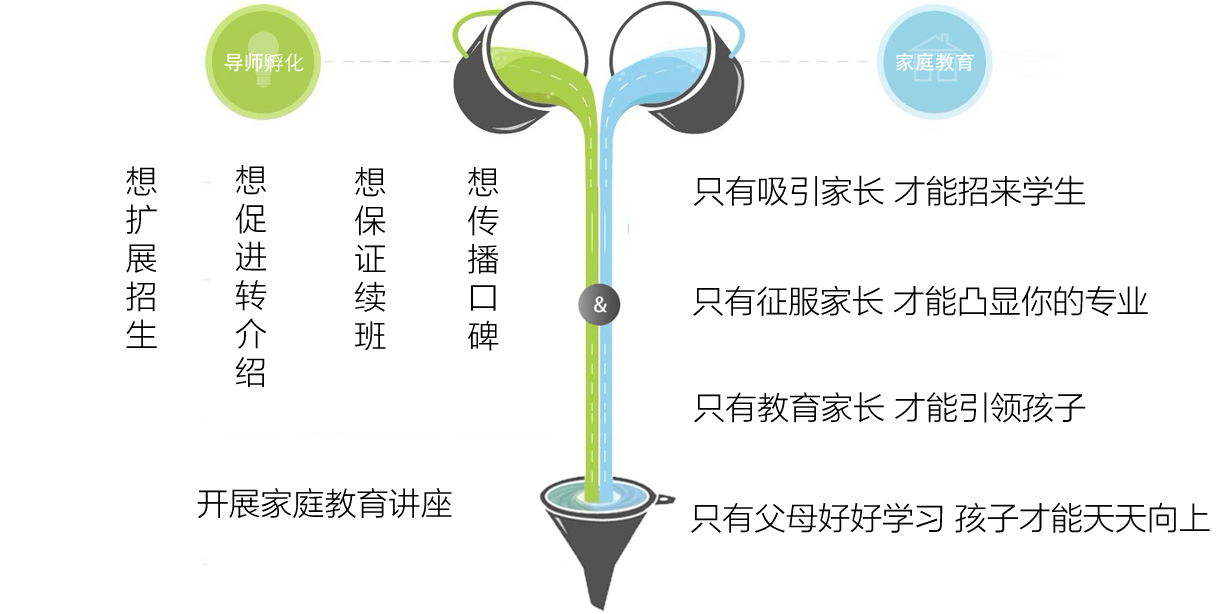 导师孵化
家庭教育
想扩展招生
想促进转介绍
想保证续班
想传播口碑
&
开展家庭教育讲座
只有吸引家长 才能招来学生
只有征服家长 才能凸显你的专业
只有教育家长 才能引领孩子
只有父母好好学习 孩子才能天天向上